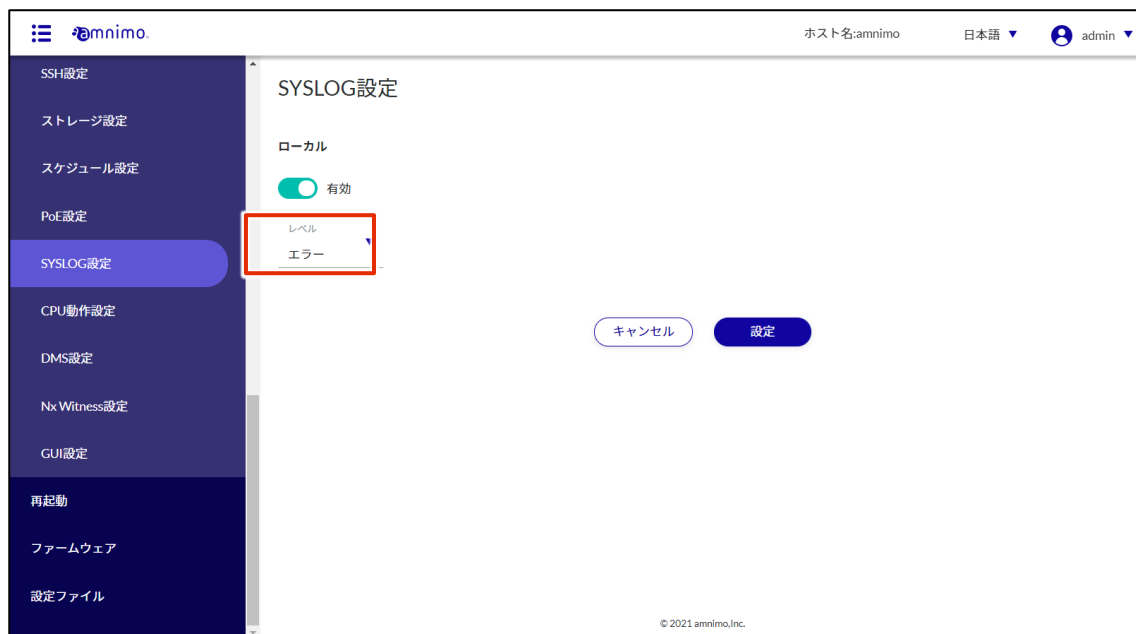 amnimo.
ホスト名:amnimo
日本語
admin
SSH設定
ストレージ設定
スケジュール設定
PoE設定
SYSLOG設定
CPU動作設定
DMS設定
Nx Witness設定
GUI設定
再起動
ファームウェア
設定ファイル
SYSLOG設定
ローカル
有効
レベル
エラー
キャンセル
設定
© 2021 amnimo,Inc.